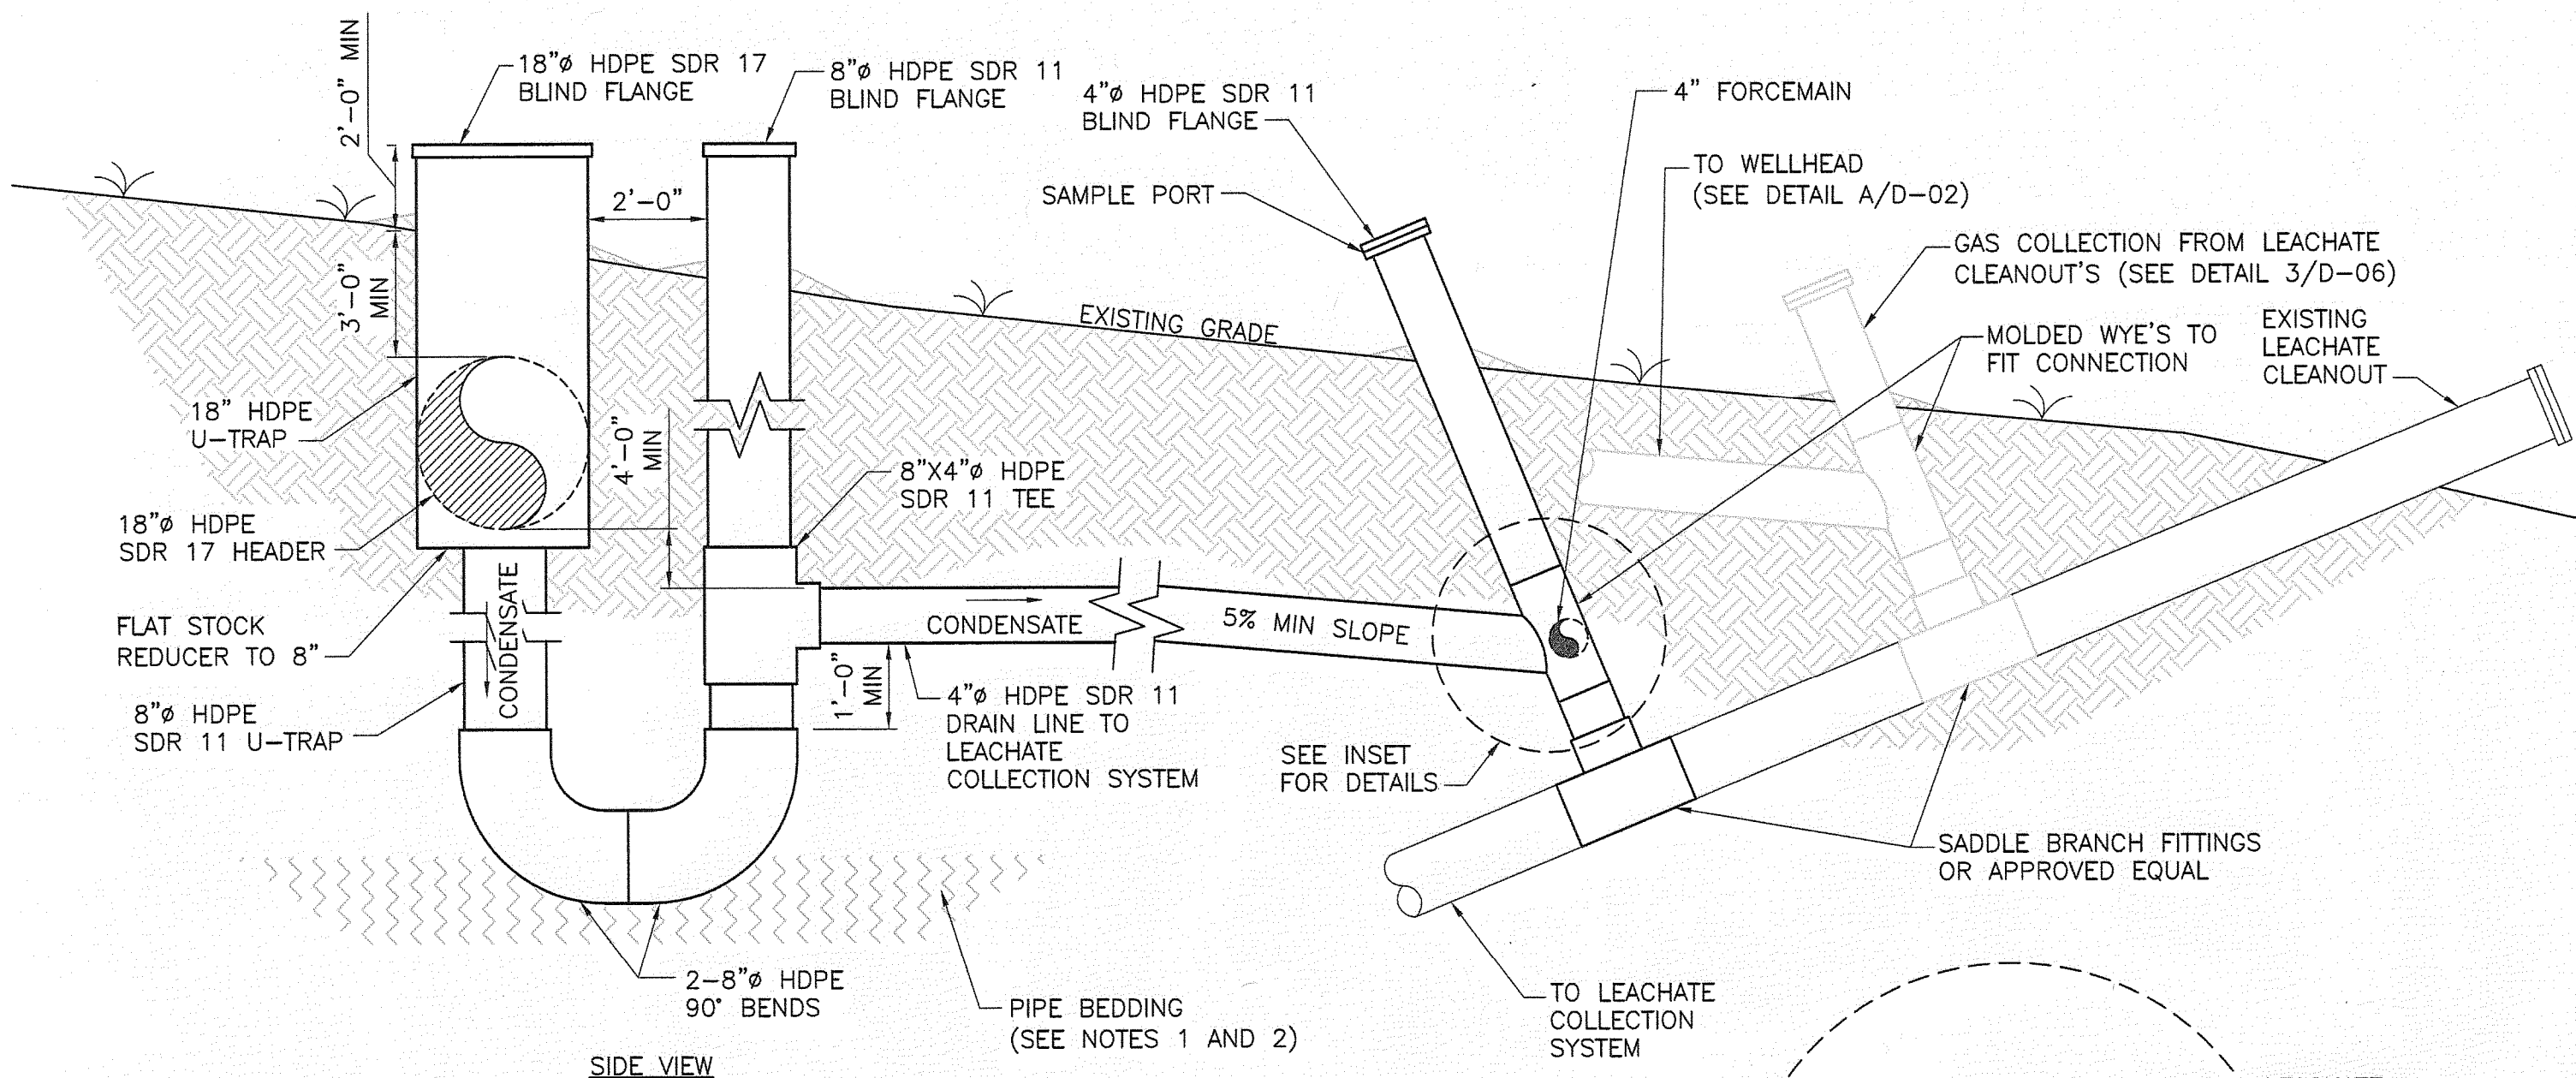 2'-0" MIN
18"ø HDPE SDR 17
BLIND FLANGE
8"ø HDPE SDR 11
BLIND FLANGE
4"ø HDPE SDR 11
BLIND FLANGE
4" FORCEMAIN
TO WELLHEAD
(SEE DETAIL A/D-02)
SAMPLE PORT
2'-0"
GAS COLLECTION FROM LEACHATE
CLEANOUT'S (SEE DETAIL 3/D-06)
3'-0"
MIN
EXISTING GRADE
MOLDED WYE'S TO
FIT CONNECTION
EXISTING
LEACHATE
CLEANOUT
18" HDPE
U-TRAP
4'-0"
MIN
8"X4"ø HDPE
SDR 11 TEE
18"ø HDPE
SDR 17 HEADER
CONDENSATE
CONDENSATE
5% MIN SLOPE
FLAT STOCK
REDUCER TO 8"
1'-0"
MIN
8"ø HDPE
SDR 11 U-TRAP
4"ø HDPE SDR 11
DRAIN LINE TO
LEACHATE
COLLECTION SYSTEM
SEE INSET
FOR DETAILS
SADDLE BRANCH FITTINGS
OR APPROVED EQUAL
2-8"ø HDPE
90° BENDS
PIPE BEDDING
(SEE NOTES 1 AND 2)
TO LEACHATE
COLLECTION
SYSTEM
SIDE VIEW